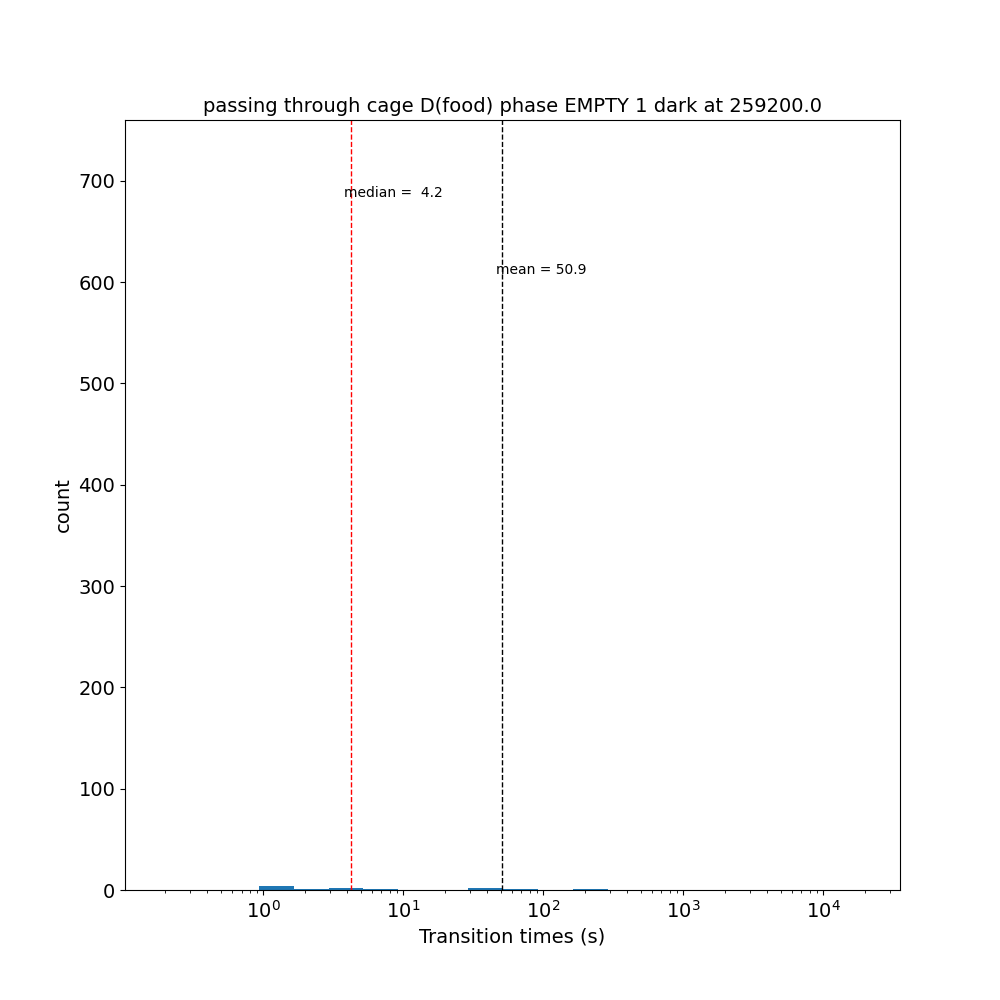 passing through cage D(food) phase EMPTY 1 dark at 259200.0
700
median =  4.2
mean = 50.9
600
500
400
300
200
100
0
count
10⁰ 10¹ 10² 10³ 10⁴
Transition times (s)